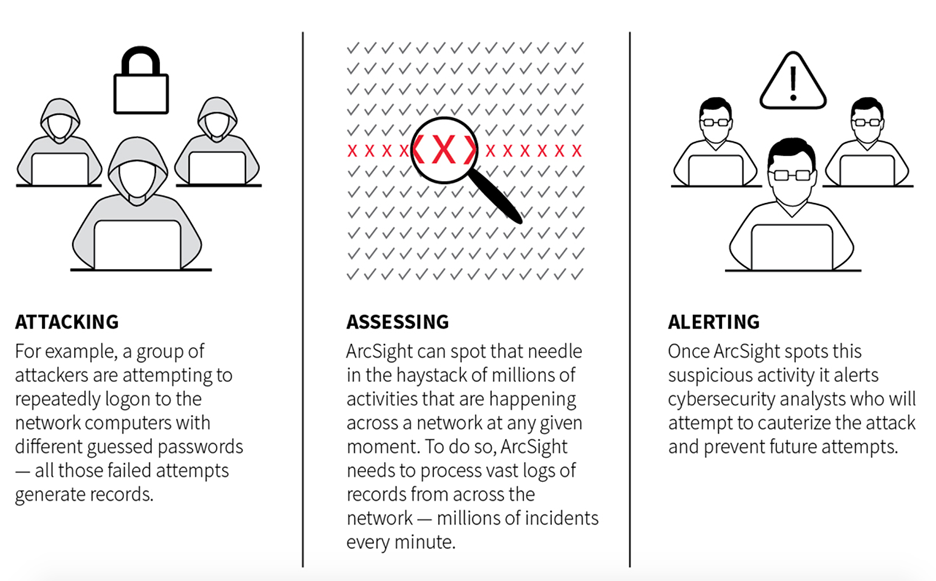 ATTACKING
For example, a group of
attackers are attempting to
repeatedly logon to the
network computers with
different guessed passwords
— all those failed attempts
generate records.
X X X X X X X X X X X
ASSESSING
ArcSight can spot that needle
in the haystack of millions of
activities that are happening
across a network at any given
moment. To do so, ArcSight
needs to process vast logs of
records from across the
network — millions of incidents
every minute.
!
ALERTING
Once ArcSight spots this
suspicious activity it alerts
cybersecurity analysts who will
attempt to cauterize the attack
and prevent future attempts.